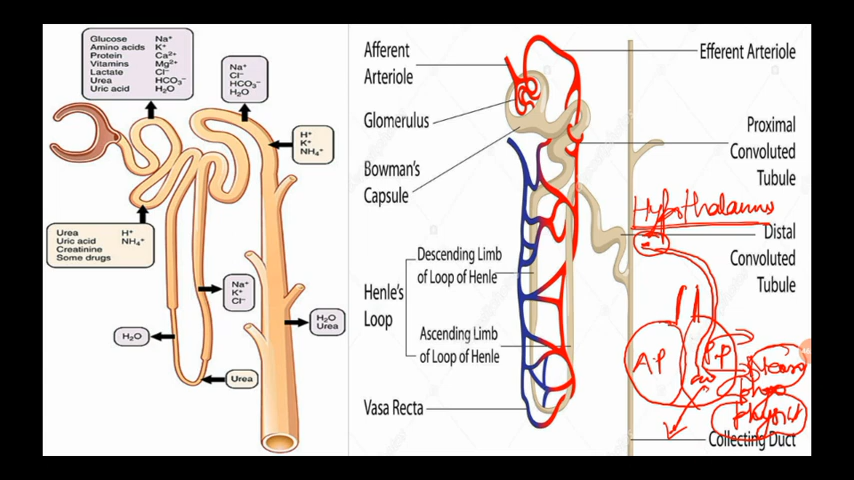 Glucose Na⁺
Amino acids K⁺
Protein Ca²⁺
Vitamins Mg²⁺
Lactate Cl⁻
Urea HCO₃⁻
Uric acid H₂O
Na⁺
Cl⁻
HCO₃⁻
H₂O
H⁺
K⁺
NH₄⁺
Urea H⁺
Uric acid NH₄⁺
Creatinine
Some drugs
Na⁺
K⁺
Cl⁻
H₂O
H₂O
Urea
Urea
Afferent
Arteriole
Glomerulus
Bowman's
Capsule
Henle's
Loop
Descending Limb
of Loop of Henle
Ascending Limb
of Loop of Henle
Vasa Recta
Efferent Arteriole
Proximal
Convoluted
Tubule
Hypothalamus
Distal
Convoluted
Tubule
A.P
P.P
Collecting Duct